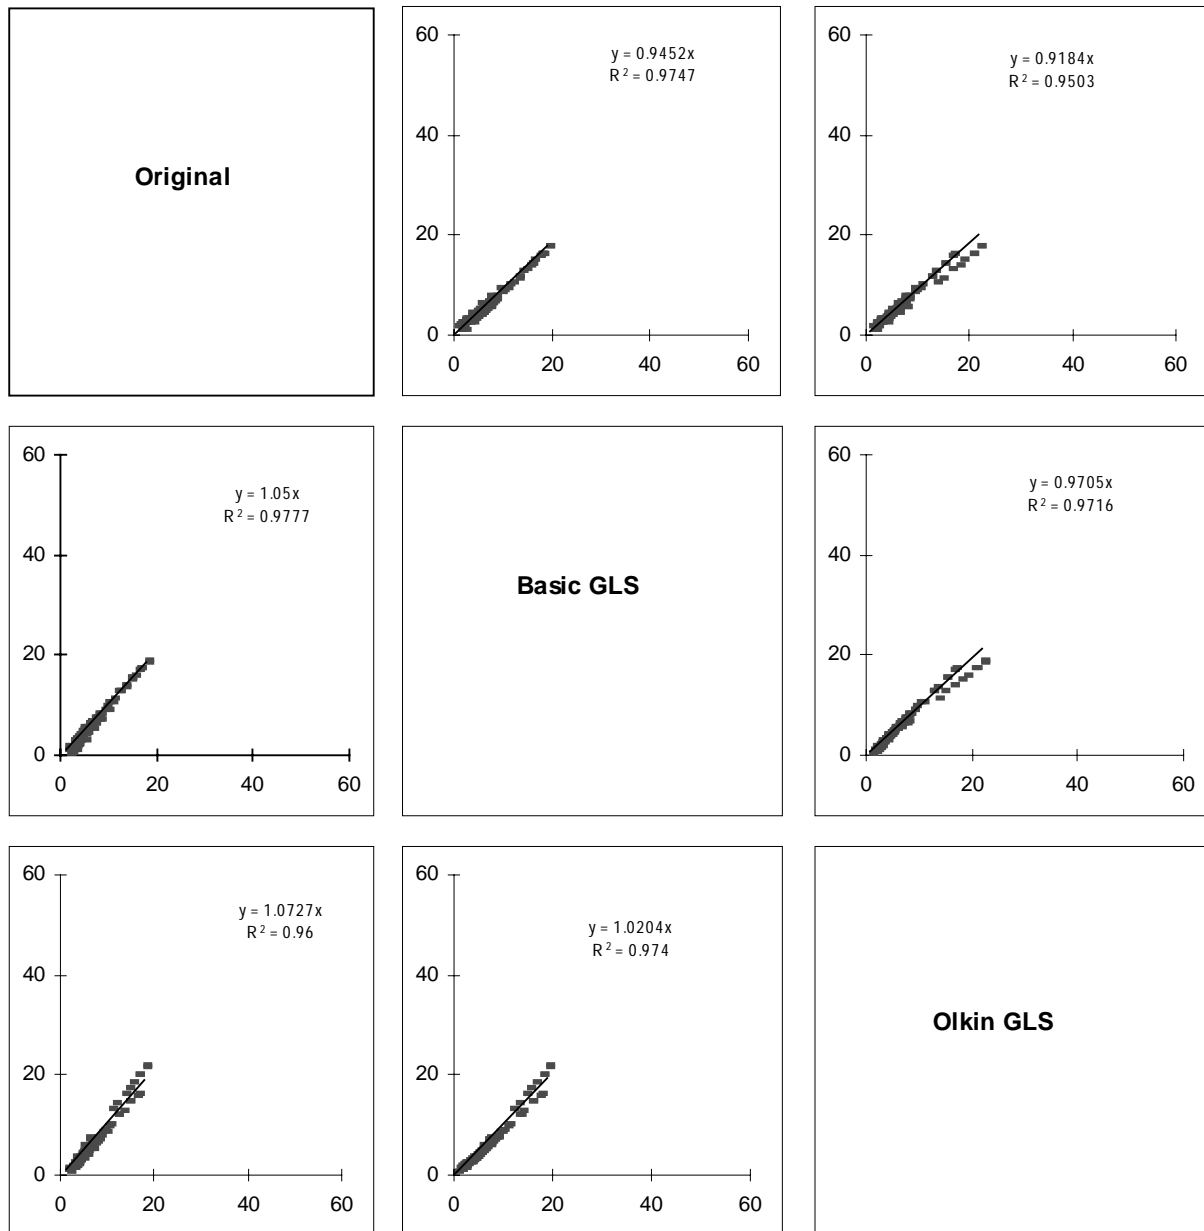 Original
60
40
20
0
0 20 40 60
y = 0.9452x
R² = 0.9747
60
40
20
0
0 20 40 60
y = 0.9184x
R² = 0.9503
60
40
20
0
0 20 40 60
y = 1.05x
R² = 0.9777
Basic GLS
60
40
20
0
0 20 40 60
y = 0.9705x
R² = 0.9716
60
40
20
0
0 20 40 60
y = 1.0727x
R² = 0.96
60
40
20
0
0 20 40 60
y = 1.0204x
R² = 0.974
Olkin GLS